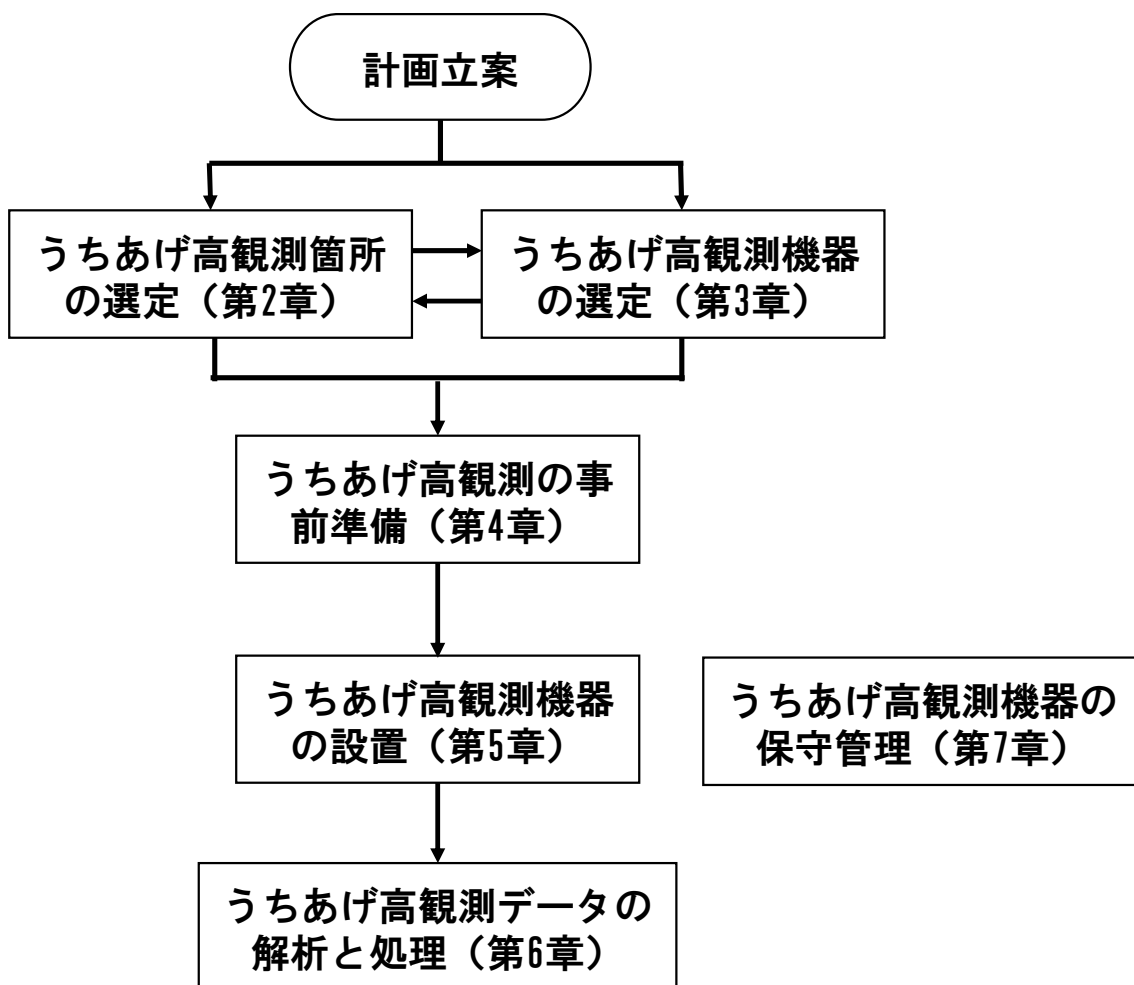 計画立案
うちあげ高観測箇所
の選定（第2章）
うちあげ高観測機器
の選定（第3章）
うちあげ高観測の事
前準備（第4章）
うちあげ高観測機器
の設置（第5章）
うちあげ高観測機器の
保守管理（第7章）
うちあげ高観測データの
解析と処理（第6章）